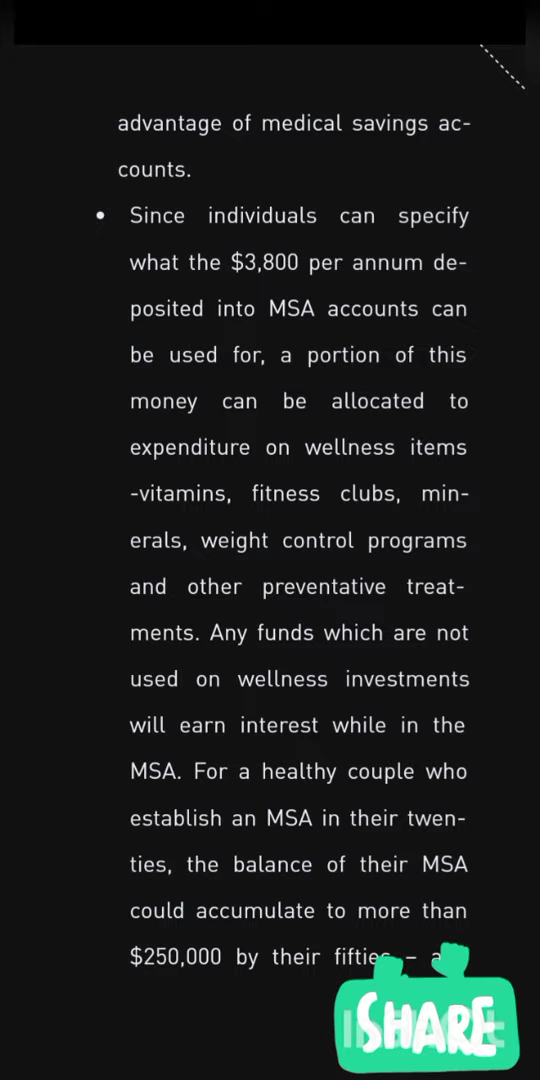 advantage of medical savings ac-
counts.
• Since individuals can specify
what the $3,800 per annum de-
posited into MSA accounts can
be used for, a portion of this
money can be allocated to
expenditure on wellness items
-vitamins, fitness clubs, min-
erals, weight control programs
and other preventative treat-
ments. Any funds which are not
used on wellness investments
will earn interest while in the
MSA. For a healthy couple who
establish an MSA in their twen-
ties, the balance of their MSA
could accumulate to more than
$250,000 by their fifties –
SHARE